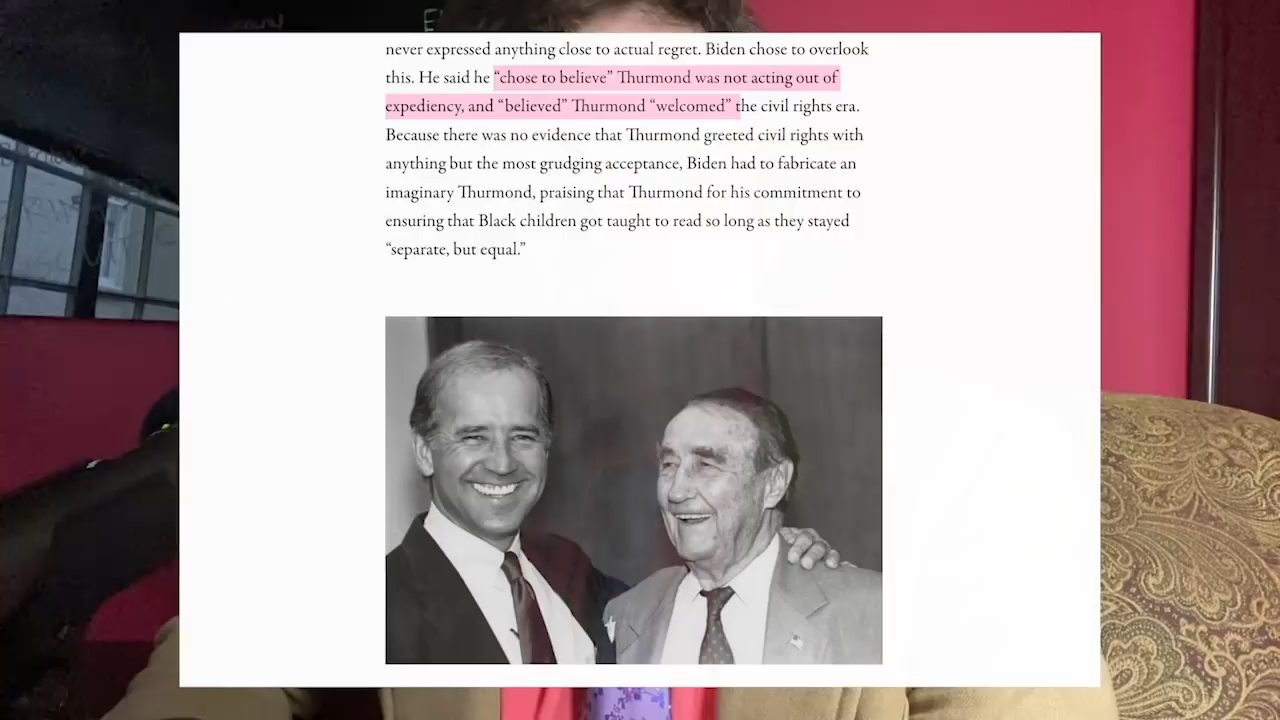 never expressed anything close to actual regret. Biden chose to overlook
this. He said he “chose to believe” Thurmond was not acting out of
expediency, and “believed” Thurmond “welcomed” the civil rights era.
Because there was no evidence that Thurmond greeted civil rights with
anything but the most grudging acceptance, Biden had to fabricate an
imaginary Thurmond, praising that Thurmond for his commitment to
ensuring that Black children got taught to read so long as they stayed
“separate, but equal.”